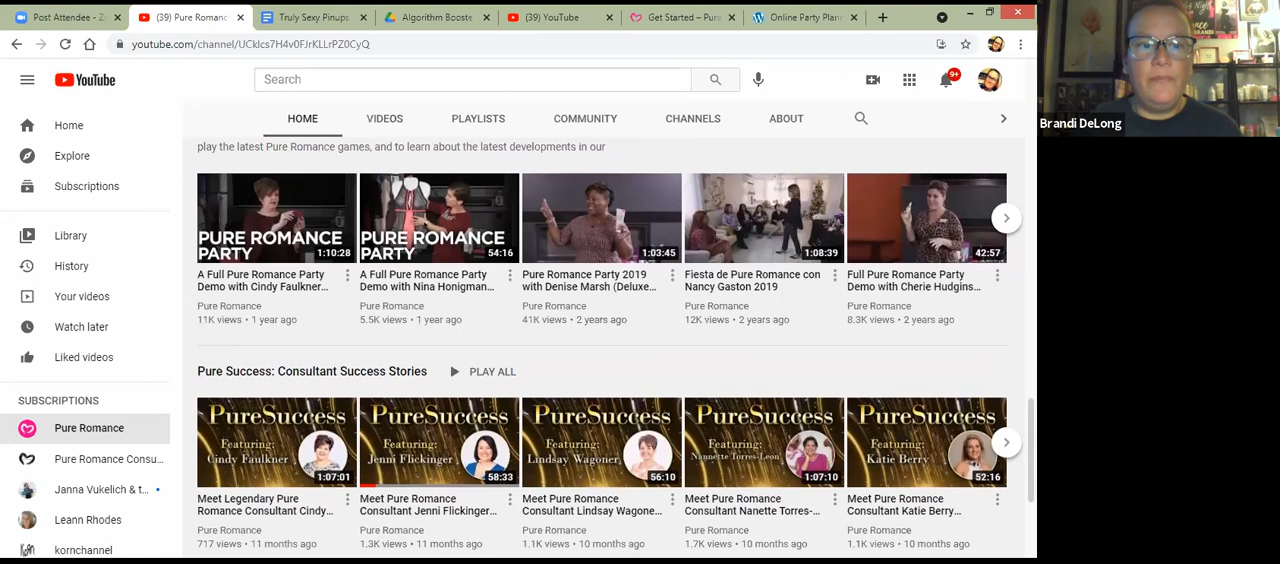 Post Attendee - Z
(39) Pure Romanc
Truly Sexy Pinups
Algorithm Booste
(39) YouTube
Get Started – Pure
Online Party Plan
youtube.com/channel/UCklcs7H4v0FJrKLLrPZ0CyQ
YouTube
Search
9+
HOME
VIDEOS
PLAYLISTS
COMMUNITY
CHANNELS
ABOUT
Home
Explore
Subscriptions
Library
History
Your videos
Watch later
Liked videos
SUBSCRIPTIONS
Pure Romance
Pure Romance Consu...
Janna Vukelich & t...
Leann Rhodes
kornchannel
play the latest Pure Romance games, and to learn about the latest developments in our
PURE ROMANCE
PARTY
1:10:28
A Full Pure Romance Party
Demo with Cindy Faulkner...
Pure Romance
11K views • 1 year ago
PURE ROMANCE
PARTY
54:16
A Full Pure Romance Party
Demo with Nina Honigman...
Pure Romance
5.5K views • 1 year ago
1:03:45
Pure Romance Party 2019
with Denise Marsh (Deluxe...
Pure Romance
41K views • 2 years ago
1:08:39
Fiesta de Pure Romance con
Nancy Gaston 2019
Pure Romance
12K views • 2 years ago
42:57
Full Pure Romance Party
Demo with Cherie Hudgins...
Pure Romance
8.3K views • 2 years ago
Pure Success: Consultant Success Stories
PLAY ALL
PureSuccess
Featuring:
Cindy Faulkner
1:07:01
Meet Legendary Pure
Romance Consultant Cindy...
Pure Romance
717 views • 11 months ago
PureSuccess
Featuring:
Jenni Flickinger
58:33
Meet Pure Romance
Consultant Jenni Flickinger...
Pure Romance
1.3K views • 11 months ago
PureSuccess
Featuring:
Lindsay Wagoner
56:10
Meet Pure Romance
Consultant Lindsay Wagone...
Pure Romance
1.1K views • 10 months ago
PureSuccess
Featuring:
Nannette Torres-Leon
1:07:10
Meet Pure Romance
Consultant Nanette Torres-...
Pure Romance
1.7K views • 10 months ago
PureSuccess
Featuring:
Katie Berry
52:16
Meet Pure Romance
Consultant Katie Berry...
Pure Romance
1.1K views • 10 months ago
Brandi DeLong